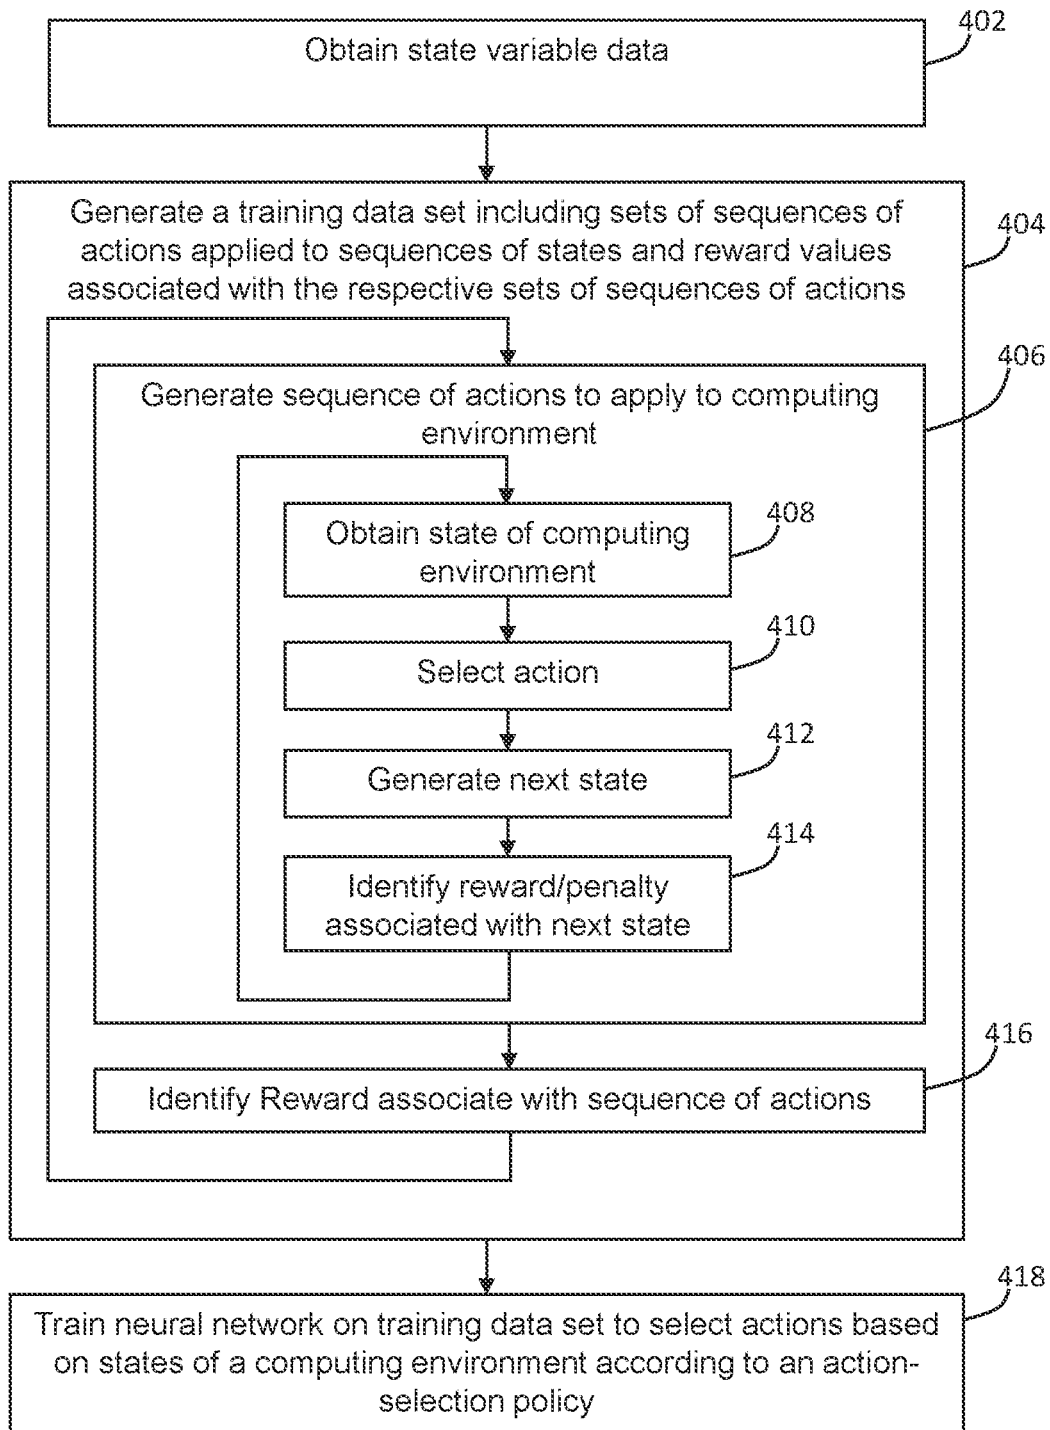 402
Obtain state variable data
Generate a training data set including sets of sequences of
actions applied to sequences of states and reward values
associated with the respective sets of sequences of actions
404
406
Generate sequence of actions to apply to computing
environment
408
Obtain state of computing
environment
410
Select action
412
Generate next state
414
Identify reward/penalty
associated with next state
416
Identify Reward associate with sequence of actions
418
Train neural network on training data set to select actions based
on states of a computing environment according to an action-
selection policy